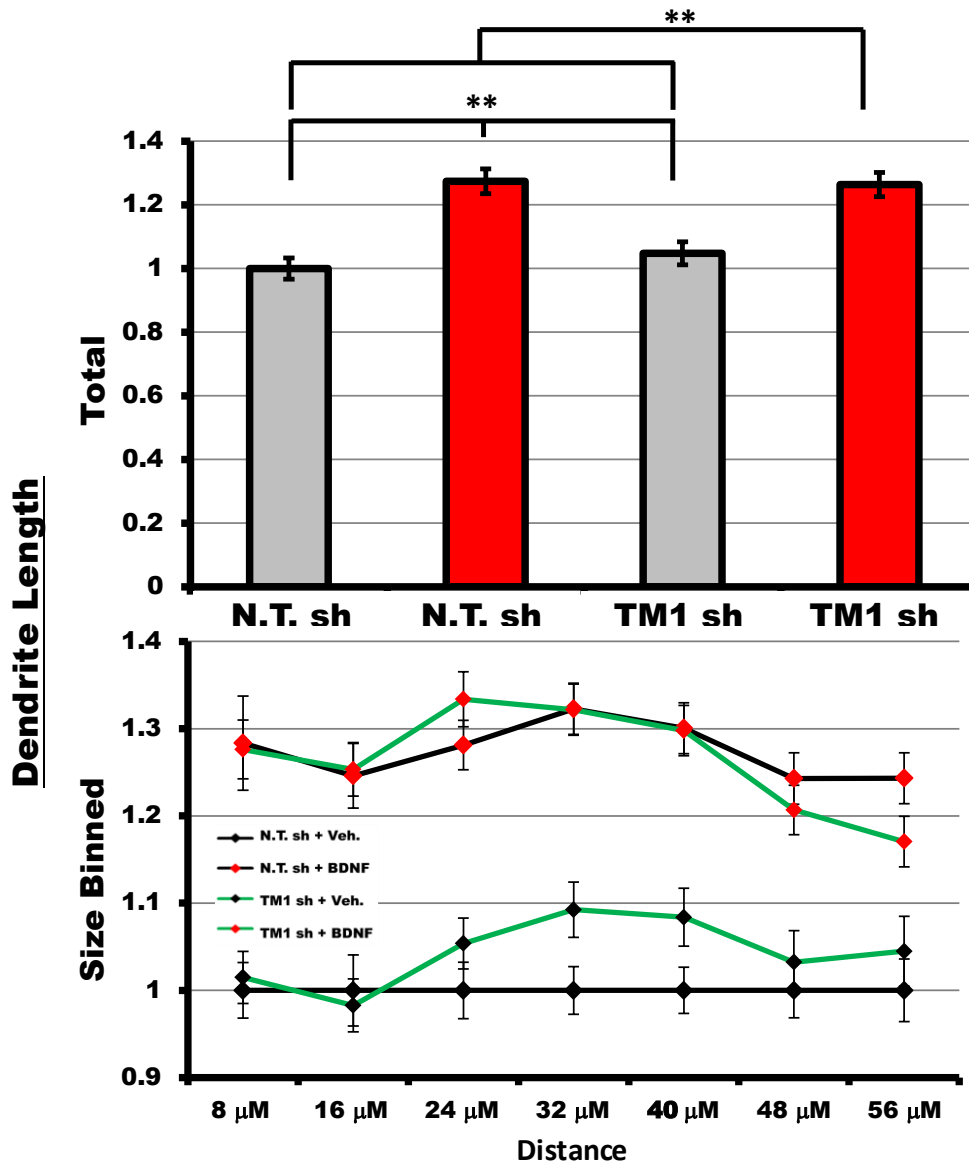 **
**
1.4
1.2
1
0.8
0.6
0.4
0.2
0
Total
N.T. sh N.T. sh TM1 sh TM1 sh
Dendrite Length
1.4
1.3
1.2
1.1
1
0.9
Size Binned
N.T. sh + Veh.
N.T. sh + BDNF
TM1 sh + Veh.
TM1 sh + BDNF
8 μM 16 μM 24 μM 32 μM 40 μM 48 μM 56 μM
Distance